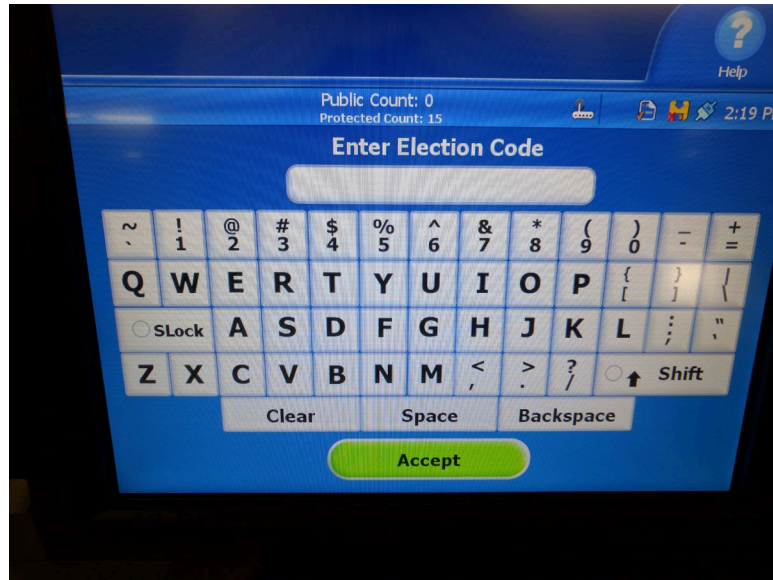 ?
Help
Public Count: 0
Protected Count: 15
2:19 P
Enter Election Code
~ ! @ # $ % ^ & * ( ) _ +
` 1 2 3 4 5 6 7 8 9 0 - =
Q W E R T Y U I O P { [ } ] | \
SLock A S D F G H J K L : ; " '
Z X C V B N M < , > . ? / Shift
Clear Space Backspace
Accept